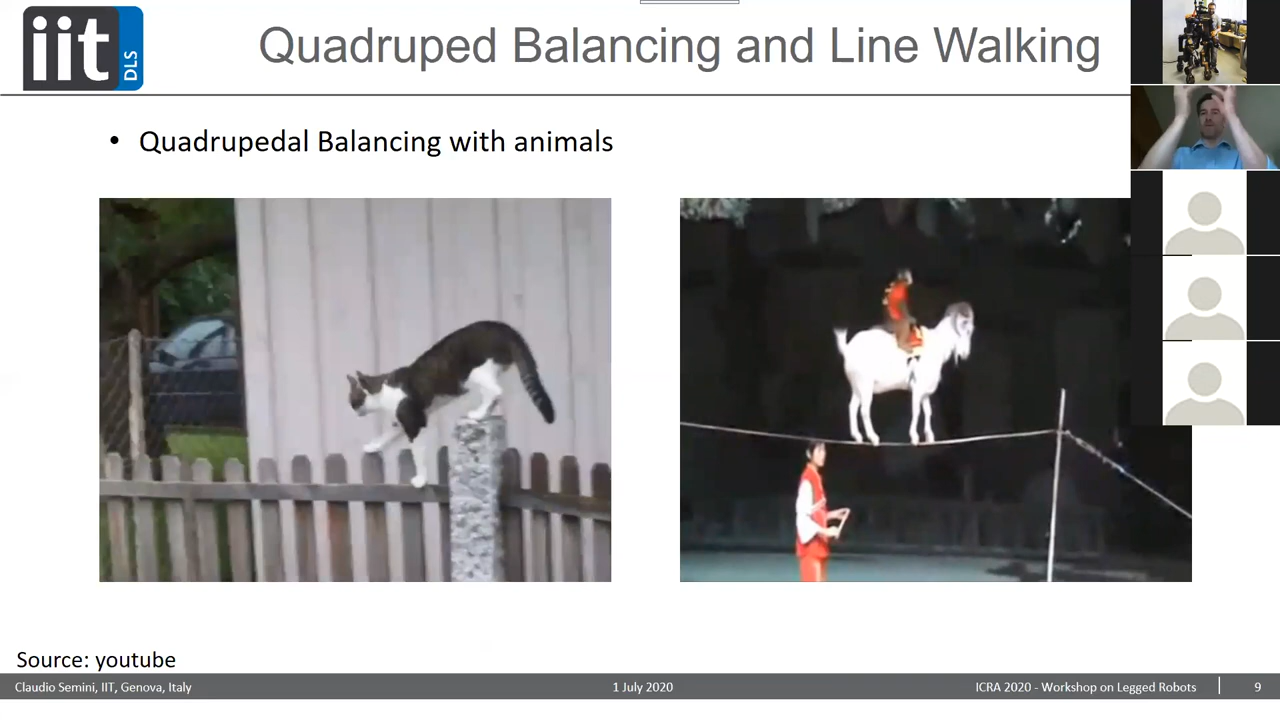 iit
DLS
Quadruped Balancing and Line Walking
• Quadrupedal Balancing with animals
Source: youtube
Claudio Semini, IIT, Genova, Italy
1 July 2020
ICRA 2020 - Workshop on Legged Robots
9